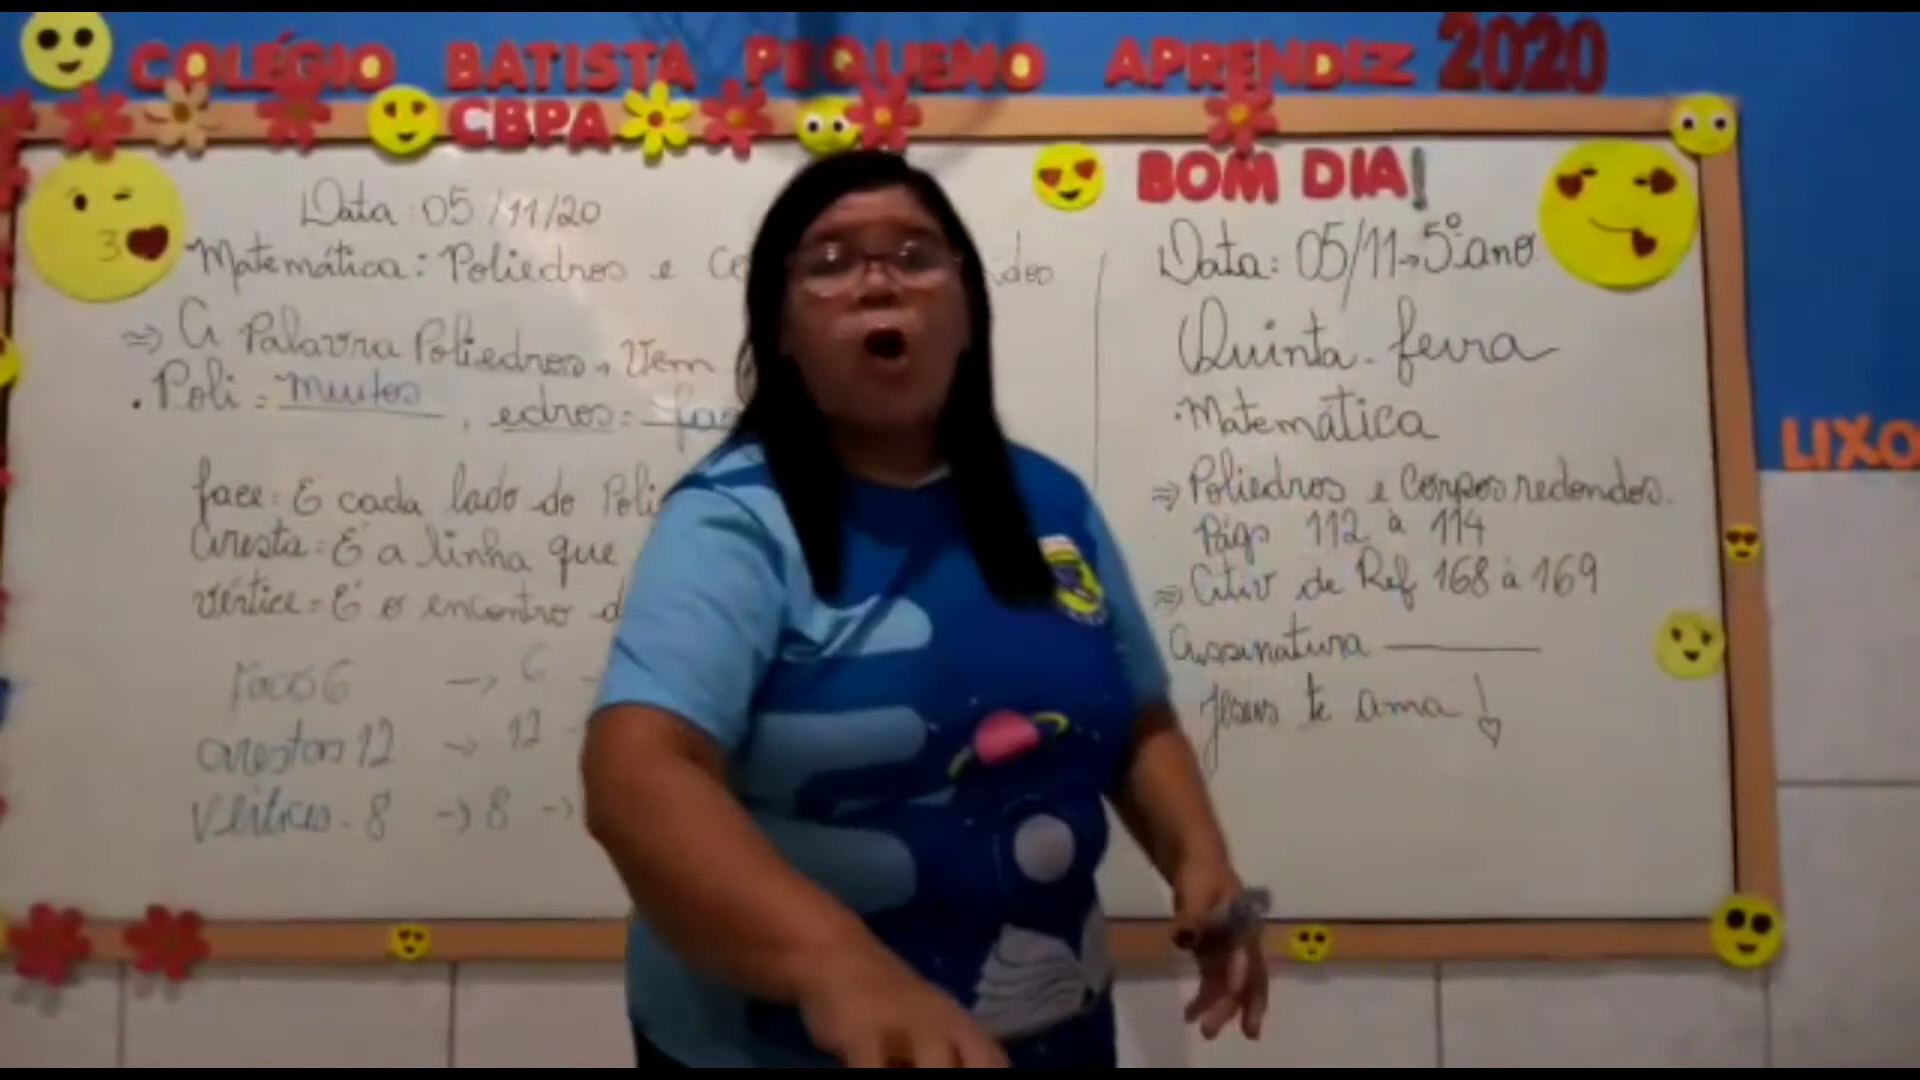 COLÉGIO BATISTA PEQUENO APRENDIZ 2020
CBPA
Data: 05/11/20
Matemática: Poliedros e
=> A Palavra Poliedros, vem
. Poli = muitos, edros:
face: É cada lado do
Aresta: É a linha que
vértice = É o encontro
faces 6 -> 6
arestas 12 -> 12
Vértices - 8 -> 8 ->
BOM DIA!
Data: 05/11 -> 5º ano.
Quinta-feira
. Matemática
=> Poliedros e Corpos redondos.
Págs 112 à 114
=> Ativ de Ref 168 à 169
Assinatura
Jesus te ama!
LIXO